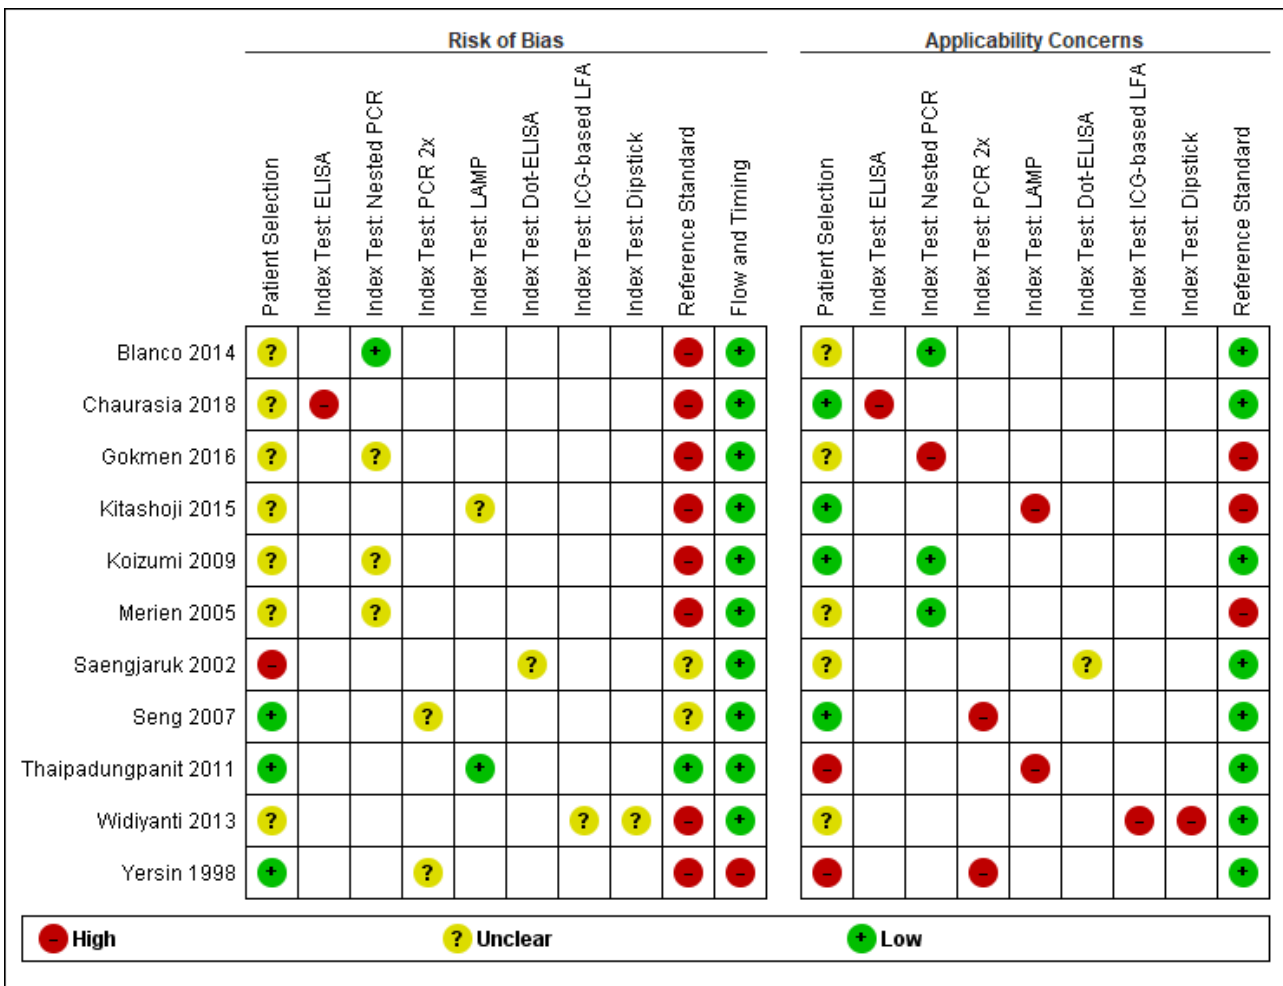 Risk of Bias
Applicability Concerns
Patient Selection
Index Test: ELISA
Index Test: Nested PCR
Index Test: PCR 2x
Index Test: LAMP
Index Test: Dot-ELISA
Index Test: ICG-based LFA
Index Test: Dipstick
Reference Standard
Flow and Timing
Patient Selection
Index Test: ELISA
Index Test: Nested PCR
Index Test: PCR 2x
Index Test: LAMP
Index Test: Dot-ELISA
Index Test: ICG-based LFA
Index Test: Dipstick
Reference Standard
Blanco 2014 ? + - + ? + +
Chaurasia 2018 ? - - + + - +
Gokmen 2016 ? ? - + ? - -
Kitashoji 2015 ? ? - + + - -
Koizumi 2009 ? ? - + + + +
Merien 2005 ? ? - + ? + -
Saengjaruk 2002 - ? ? + ? ? +
Seng 2007 + ? ? + + - +
Thaipadungpanit 2011 + + + + - - +
Widiyanti 2013 ? ? ? - + ? - - +
Yersin 1998 + ? - - - - +
- High ? Unclear + Low